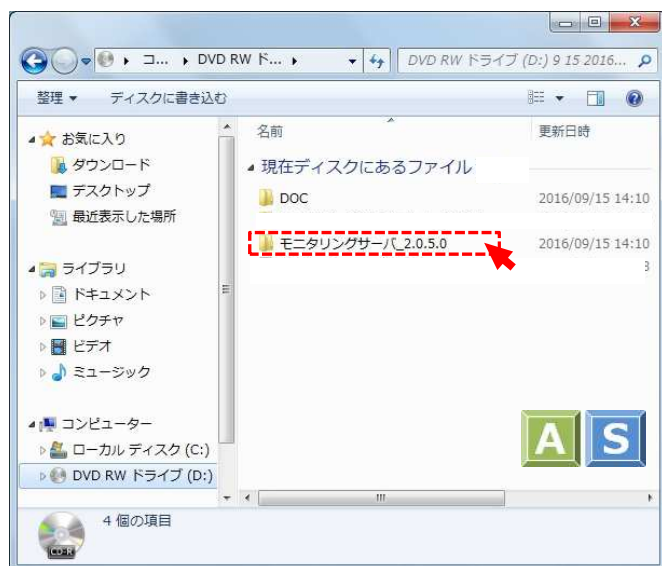 コ... ▸ DVD RW ド... ▸
DVD RW ドライブ (D:) 9 15 2016...
整理 ▼
ディスクに書き込む
お気に入り
ダウンロード
デスクトップ
最近表示した場所
ライブラリ
ドキュメント
ピクチャ
ビデオ
ミュージック
コンピューター
ローカル ディスク (C:)
DVD RW ドライブ (D:)
名前
更新日時
現在ディスクにあるファイル
DOC
2016/09/15 14:10
モニタリングサーバ_2.0.5.0
2016/09/15 14:10
A S
4 個の項目
CD-R